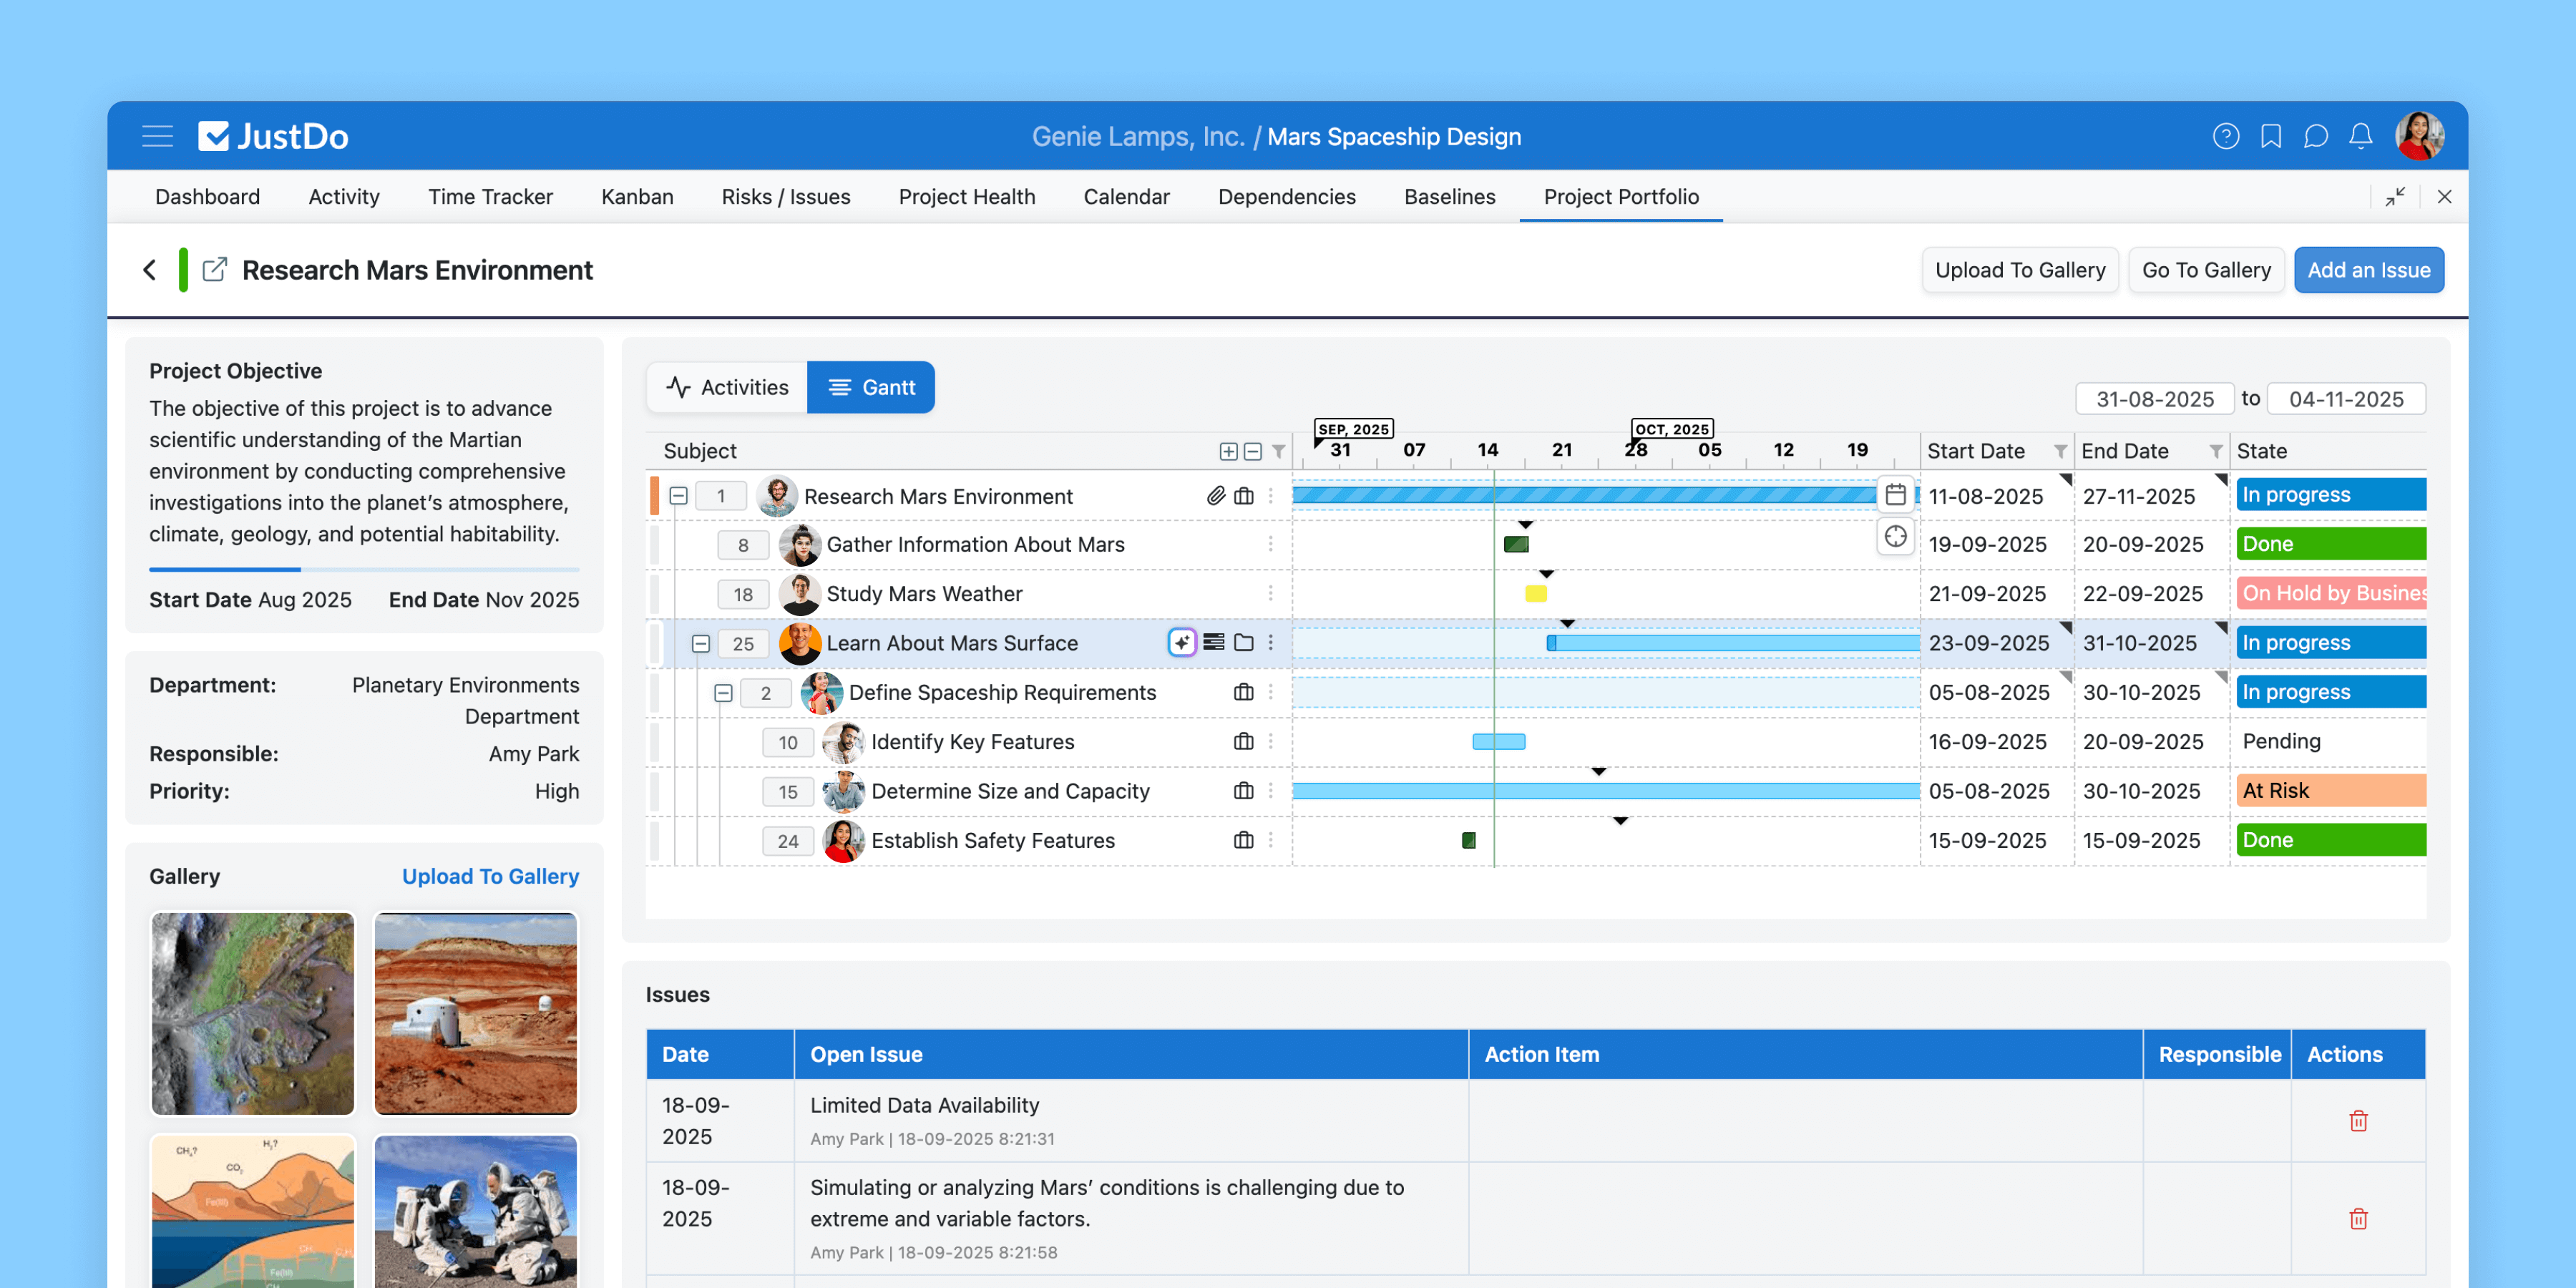 JustDo
Genie Lamps, Inc. / Mars Spaceship Design
Dashboard Activity Time Tracker Kanban Risks / Issues Project Health Calendar Dependencies Baselines Project Portfolio
Research Mars Environment
Upload To Gallery Go To Gallery Add an Issue
Project Objective
The objective of this project is to advance
scientific understanding of the Martian
environment by conducting comprehensive
investigations into the planet’s atmosphere,
climate, geology, and potential habitability.
Start Date Aug 2025 End Date Nov 2025
Department: Planetary Environments
Department
Responsible: Amy Park
Priority: High
Gallery Upload To Gallery
CH₄? H₂?
CO₂
Fe(III)
CH₄
Fe(III)
CH
Activities Gantt
31-08-2025 to 04-11-2025
SEP, 2025 OCT, 2025
Subject 31 07 14 21 28 05 12 19 Start Date End Date State
1 Research Mars Environment 11-08-2025 27-11-2025 In progress
8 Gather Information About Mars 19-09-2025 20-09-2025 Done
18 Study Mars Weather 21-09-2025 22-09-2025 On Hold by Busines
25 Learn About Mars Surface 23-09-2025 31-10-2025 In progress
2 Define Spaceship Requirements 05-08-2025 30-10-2025 In progress
10 Identify Key Features 16-09-2025 20-09-2025 Pending
15 Determine Size and Capacity 05-08-2025 30-10-2025 At Risk
24 Establish Safety Features 15-09-2025 15-09-2025 Done
Issues
Date Open Issue Action Item Responsible Actions
18-09-
2025
Limited Data Availability
Amy Park | 18-09-2025 8:21:31
18-09-
2025
Simulating or analyzing Mars’ conditions is challenging due to
extreme and variable factors.
Amy Park | 18-09-2025 8:21:58